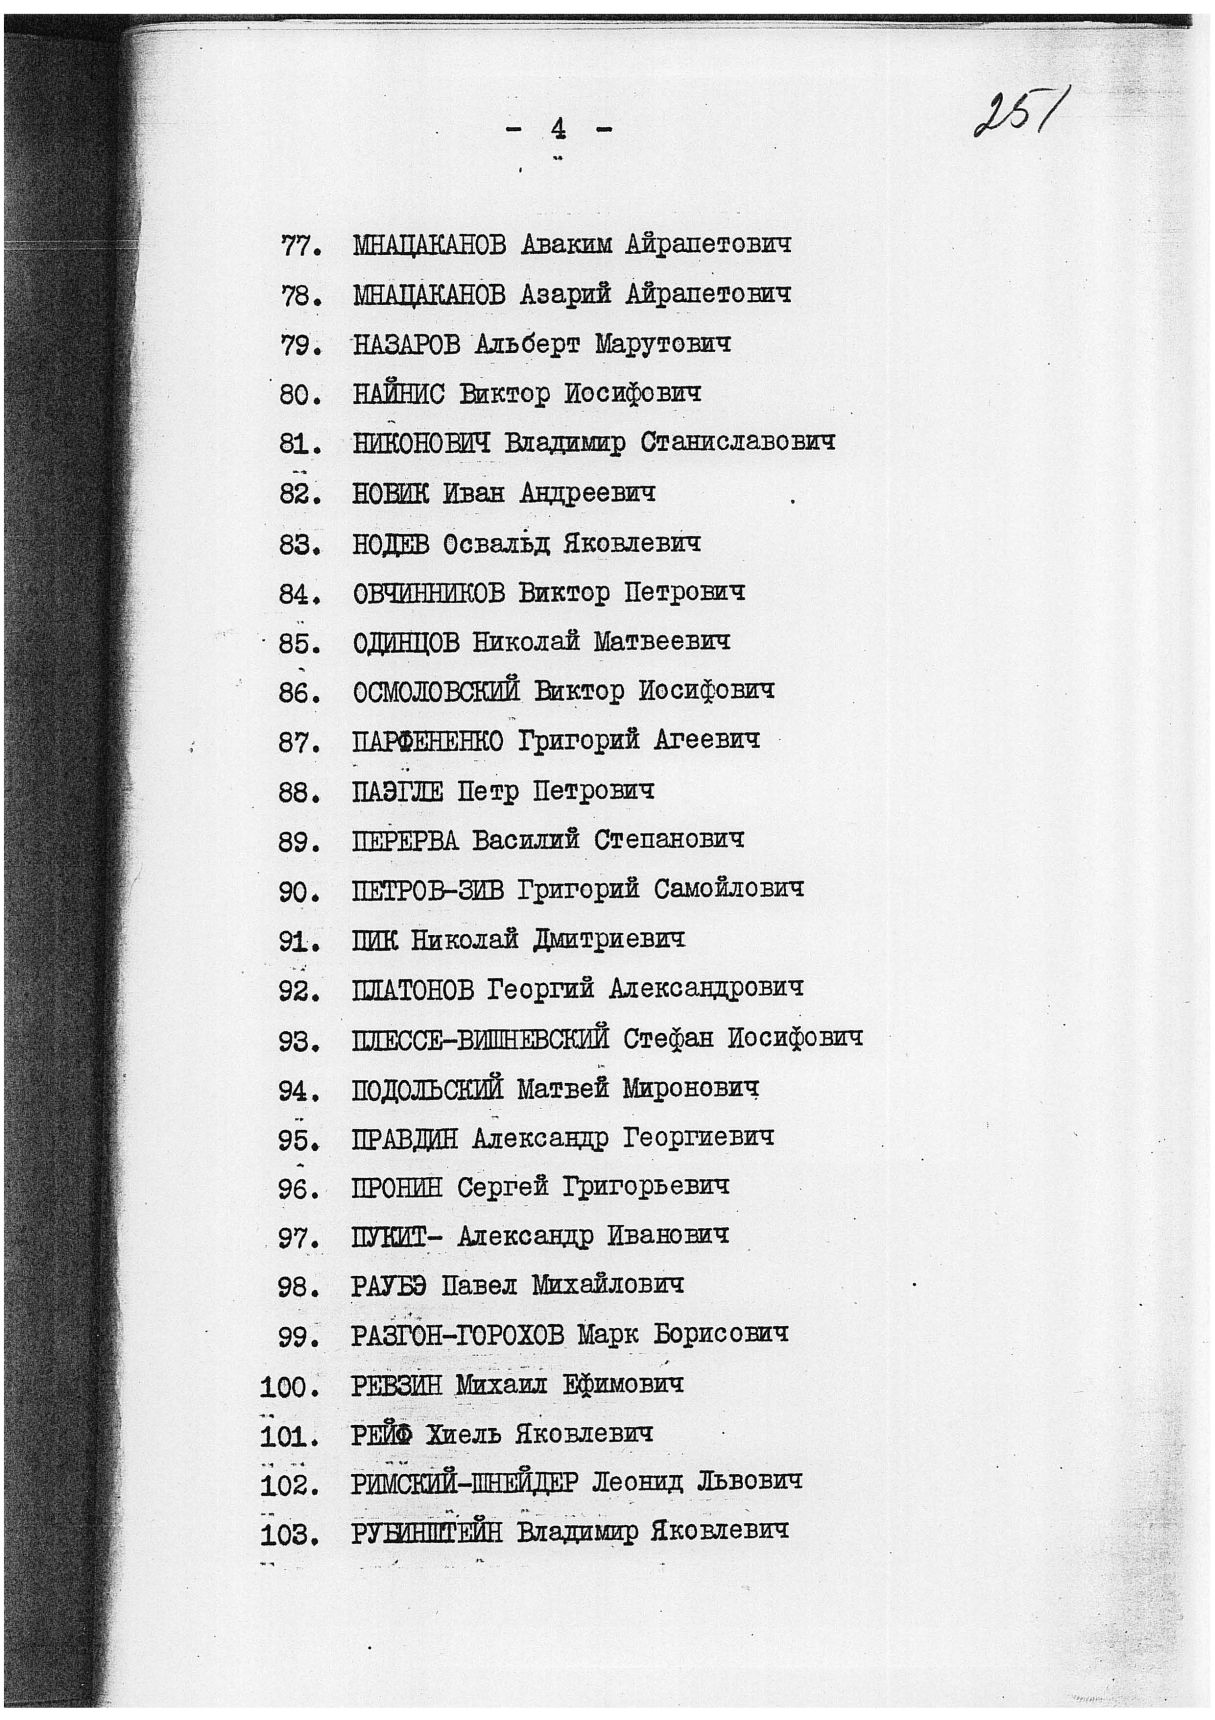 251
- 4 -
77. МНАЦАКАНОВ Аваким Айрапетович
78. МНАЦАКАНОВ Азарий Айрапетович
79. НАЗАРОВ Альберт Марутович
80. НАЙНИС Виктор Иосифович
81. НИКОНОВИЧ Владимир Станиславович
82. НОВИК Иван Андреевич
83. НОДЕВ Освальд Яковлевич
84. ОВЧИННИКОВ Виктор Петрович
85. ОДИНЦОВ Николай Матвеевич
86. ОСМОЛОВСКИЙ Виктор Иосифович
87. ПАРФЕНЕНКО Григорий Агеевич
88. ПАЭГЛЕ Петр Петрович
89. ПЕРЕРВА Василий Степанович
90. ПЕТРОВ-ЗИВ Григорий Самойлович
91. ПИК Николай Дмитриевич
92. ПЛАТОНОВ Георгий Александрович
93. ПЛЕССЕ-ВИШНЕВСКИЙ Стефан Иосифович
94. ПОДОЛЬСКИЙ Матвей Миронович
95. ПРАВДИН Александр Георгиевич
96. ПРОНИН Сергей Григорьевич
97. ПУКИТ- Александр Иванович
98. РАУБЭ Павел Михайлович
99. РАЗГОН-ГОРОХОВ Марк Борисович
100. РЕВЗИН Михаил Ефимович
101. РЕЙФ Хиель Яковлевич
102. РИМСКИЙ-ШНЕЙДЕР Леонид Львович
103. РУБИНШТЕЙН Владимир Яковлевич